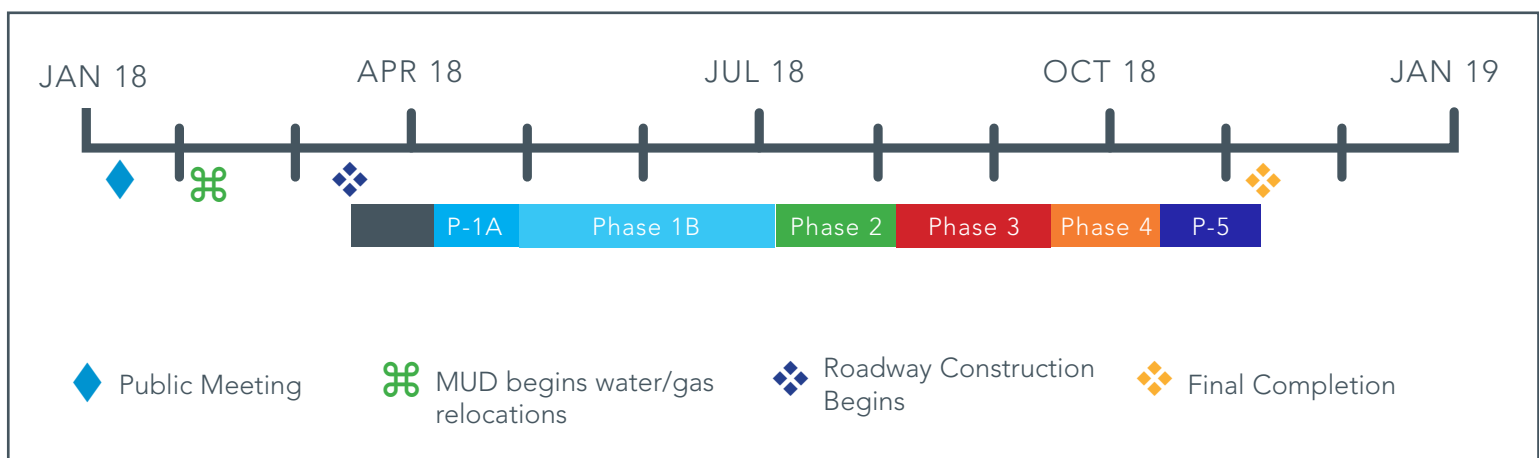 JAN 18
APR 18
JUL 18
OCT 18
JAN 19
P-1A
Phase 1B
Phase 2
Phase 3
Phase 4
P-5
Public Meeting
MUD begins water/gas
relocations
Roadway Construction
Begins
Final Completion